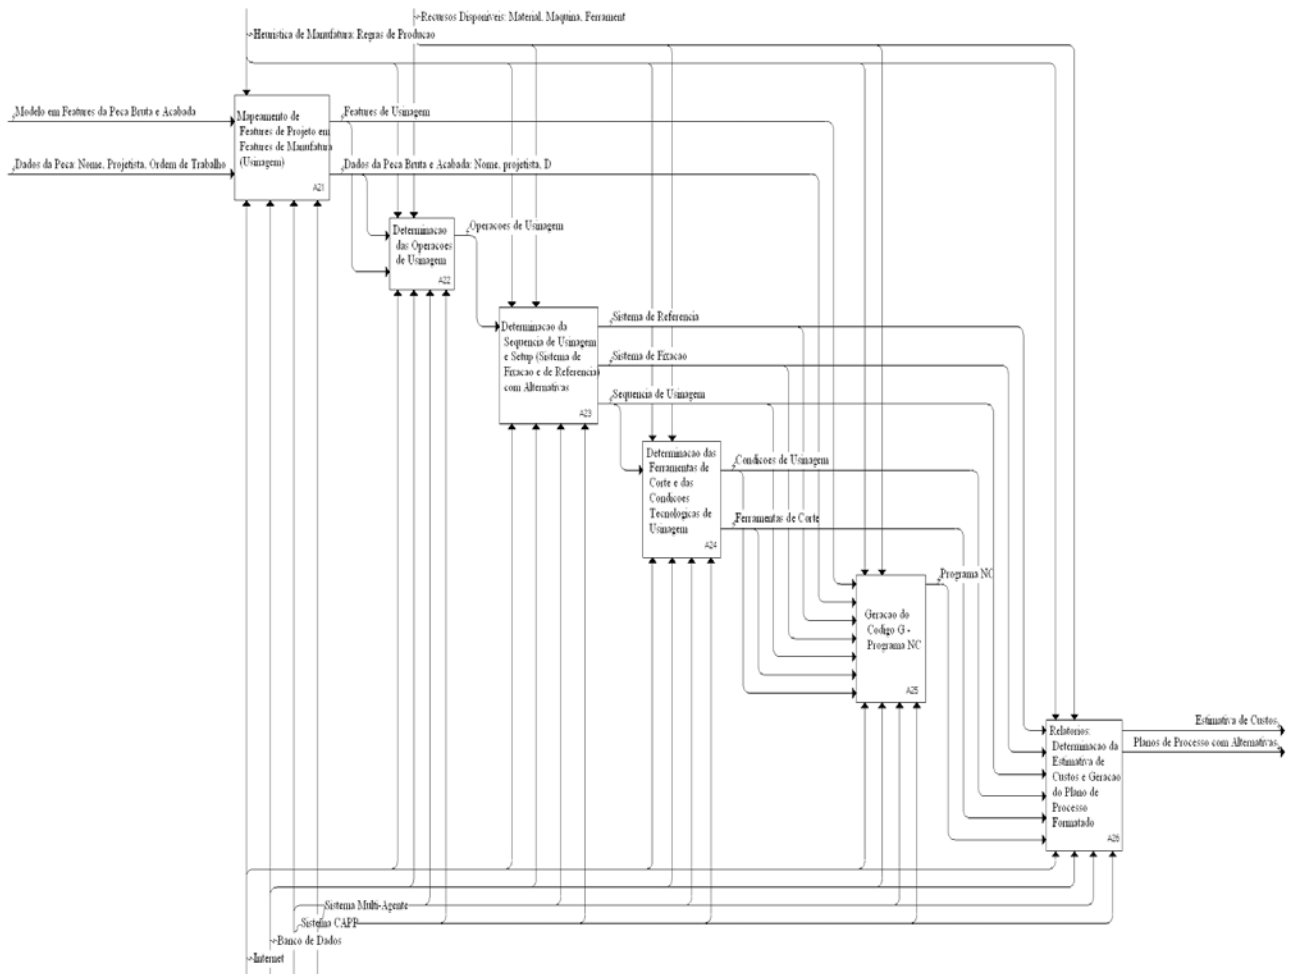 Recursos Disponiveis: Material, Maquina, Ferrament
Heuristica de Manufatura: Regras de Producao
Modelo em Features da Peca Bruta e Acabada
Dados da Peca: Nome, Projetista, Ordem de Trabalho
Mapeamento de
Features de Projeto em
Features de Manufatura
(Usinagem)
A21
Features de Usinagem
Dados da Peca Bruta e Acabada: Nome, projetista, D
Determinacao
das Operacoes
de Usinagem
A22
Operacoes de Usinagem
Determinacao da
Sequencia de Usinagem
e Setup (Sistema de
Fixacao e de Referencia)
com Alternativas
A23
Sistema de Referencia
Sistema de Fixacao
Sequencia de Usinagem
Determinacao das
Ferramentas de
Corte e das
Condicoes
Tecnologicas de
Usinagem
A24
Condicoes de Usinagem
Ferramentas de Corte
Geracao do
Codigo G -
Programa NC
A25
Programa NC
Relatorios:
Determinacao da
Estimativa de
Custos e Geracao
do Plano de
Processo
Formatado
A26
Estimativa de Custos
Planos de Processo com Alternativas
Sistema Multi-Agente
Sistema CAPP
Banco de Dados
Internet